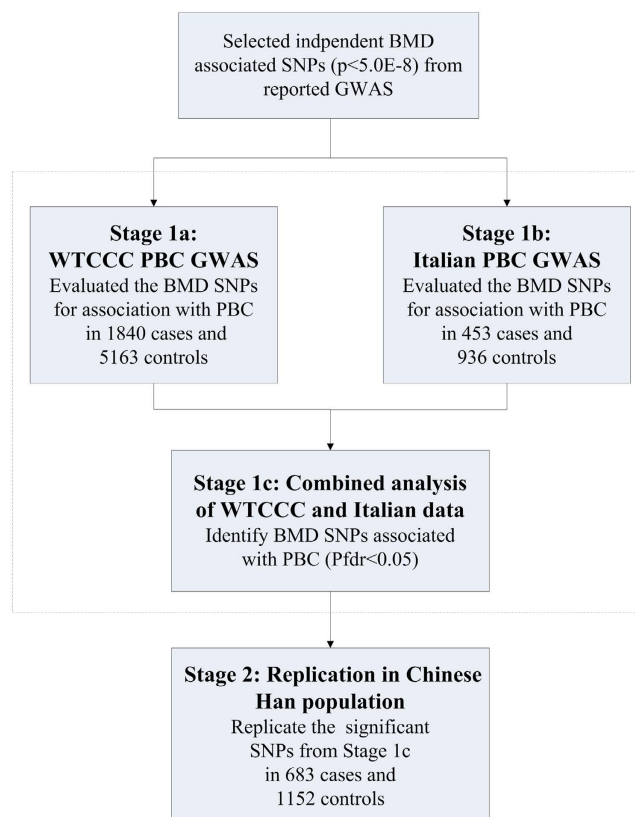 Selected indpendent BMD
associated SNPs (p<5.0E-8) from
reported GWAS
Stage 1a:
WTCCC PBC GWAS
Evaluated the BMD SNPs
for association with PBC
in 1840 cases and
5163 controls
Stage 1b:
Italian PBC GWAS
Evaluated the BMD SNPs
for association with PBC
in 453 cases and
936 controls
Stage 1c: Combined analysis
of WTCCC and Italian data
Identify BMD SNPs associated
with PBC (Pfdr<0.05)
Stage 2: Replication in Chinese
Han population
Replicate the significant
SNPs from Stage 1c
in 683 cases and
1152 controls